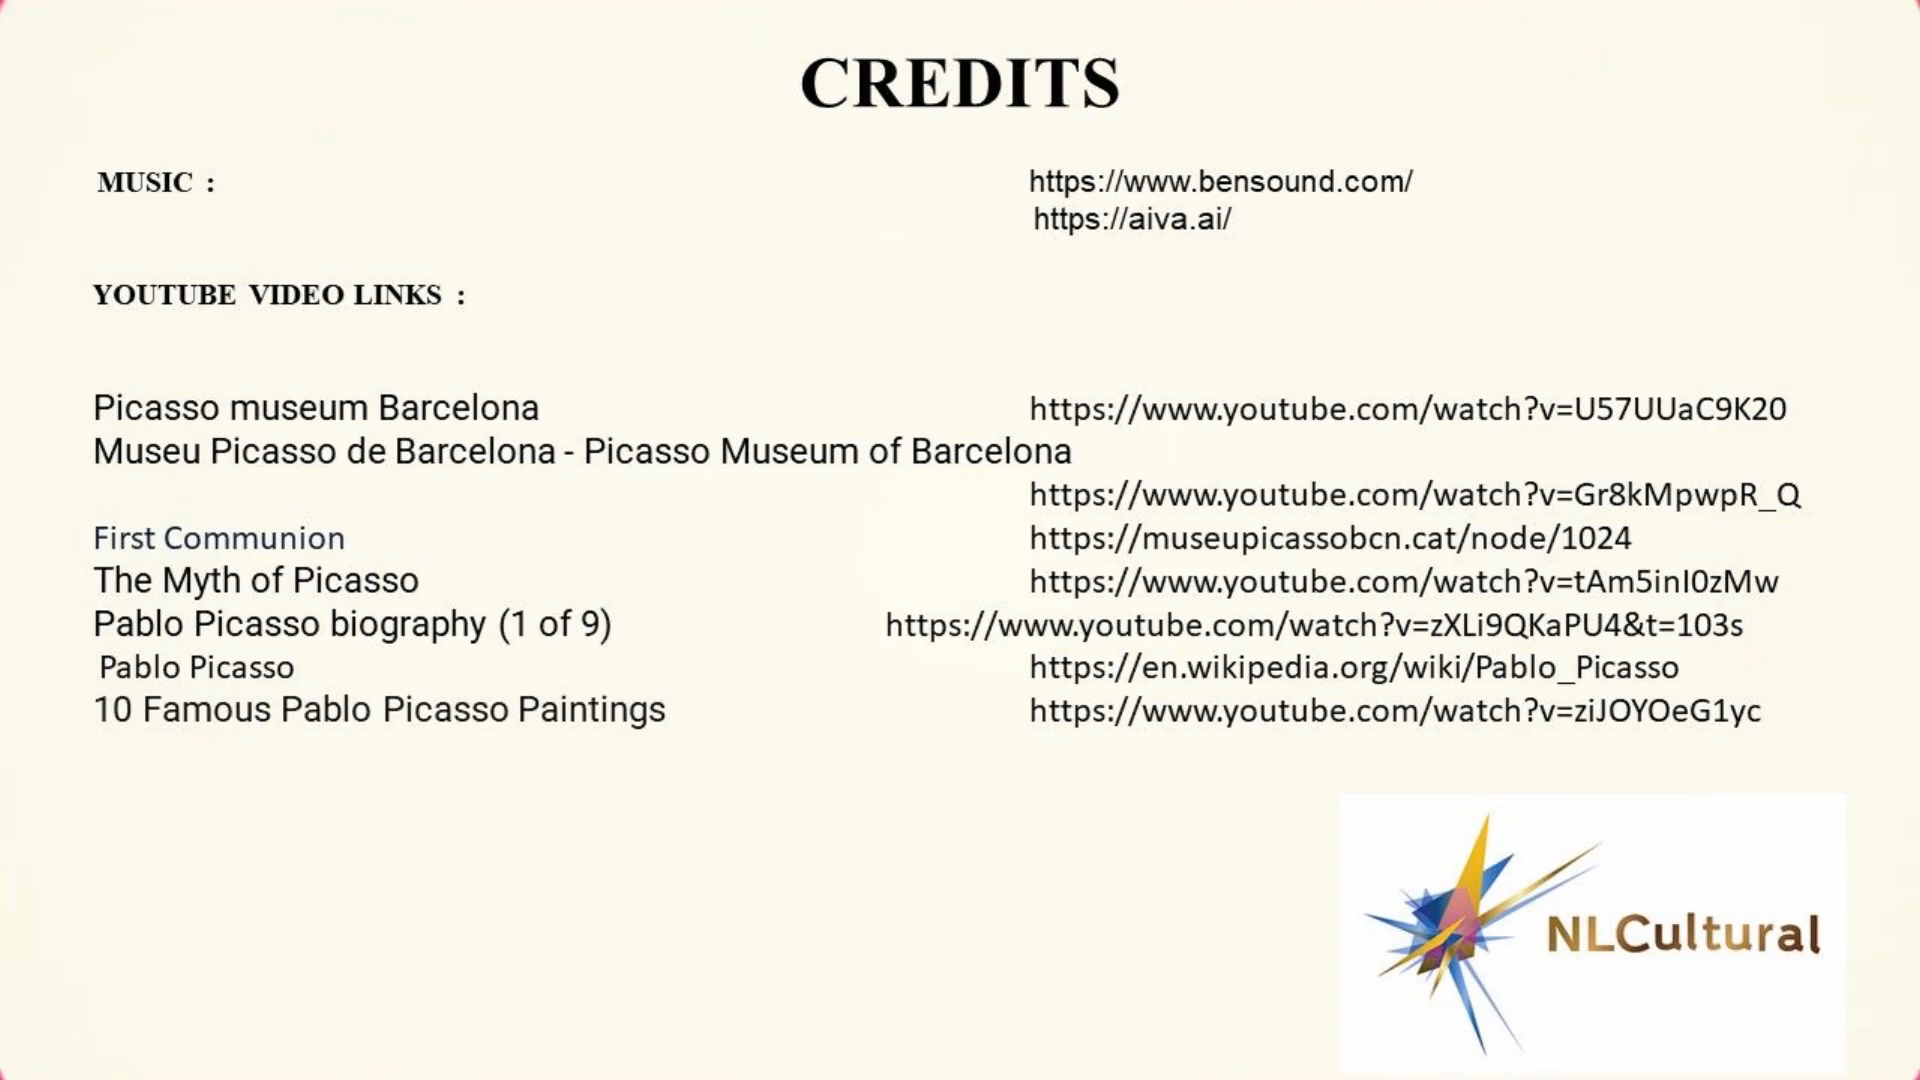 CREDITS
MUSIC : https://www.bensound.com/
https://aiva.ai/
YOUTUBE VIDEO LINKS :
Picasso museum Barcelona https://www.youtube.com/watch?v=U57UUaC9K20
Museu Picasso de Barcelona - Picasso Museum of Barcelona
https://www.youtube.com/watch?v=Gr8kMpwpR_Q
First Communion https://museupicassobcn.cat/node/1024
The Myth of Picasso https://www.youtube.com/watch?v=tAm5inI0zMw
Pablo Picasso biography (1 of 9) https://www.youtube.com/watch?v=zXLi9QKaPU4&t=103s
Pablo Picasso https://en.wikipedia.org/wiki/Pablo_Picasso
10 Famous Pablo Picasso Paintings https://www.youtube.com/watch?v=ziJOYOeG1yc
NLCultural